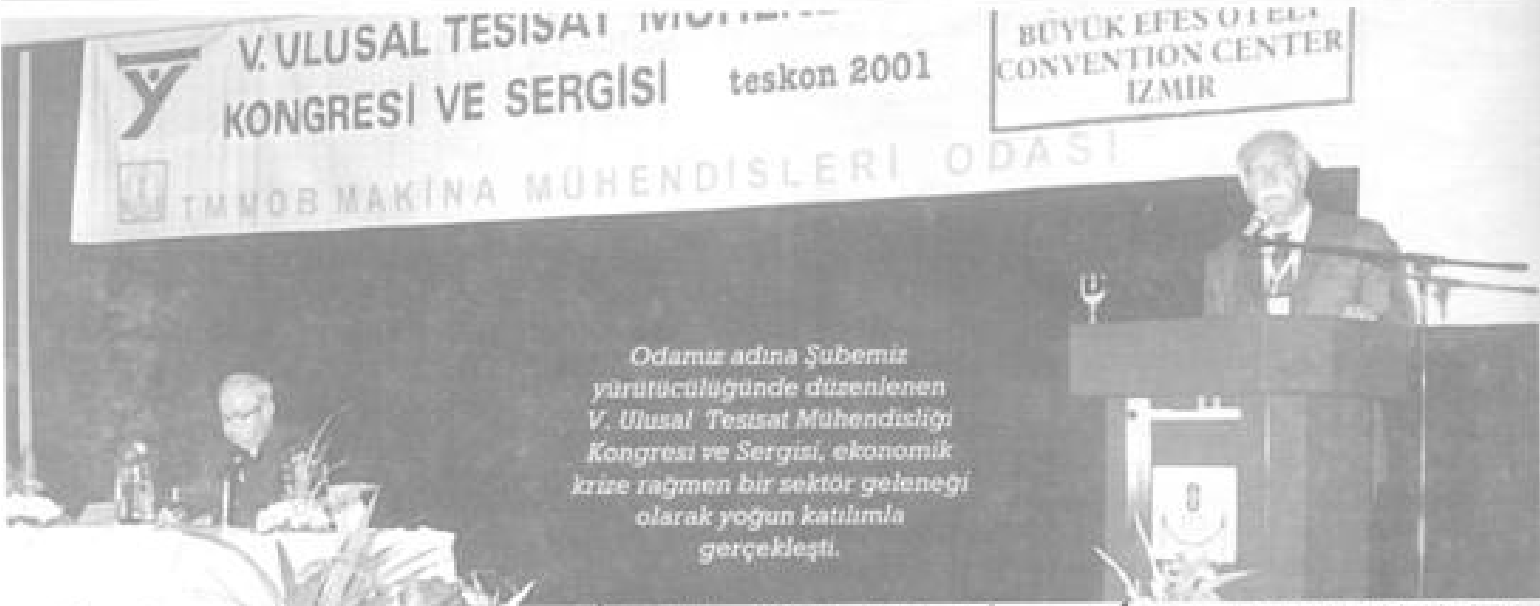 V. ULUSAL TESİSAT
KONGRESİ VE SERGİSİ teskon 2001
TMMOB MAKİNA MÜHENDİSLERİ ODASI
BÜYÜK EFES OTELİ
CONVENTION CENTER
İZMİR
Odamız adına Şubemiz
yürütücülüğünde düzenlenen
V. Ulusal Tesisat Mühendisliği
Kongresi ve Sergisi, ekonomik
krize rağmen bir sektör geleneği
olarak yoğun katılımla
gerçekleşti.